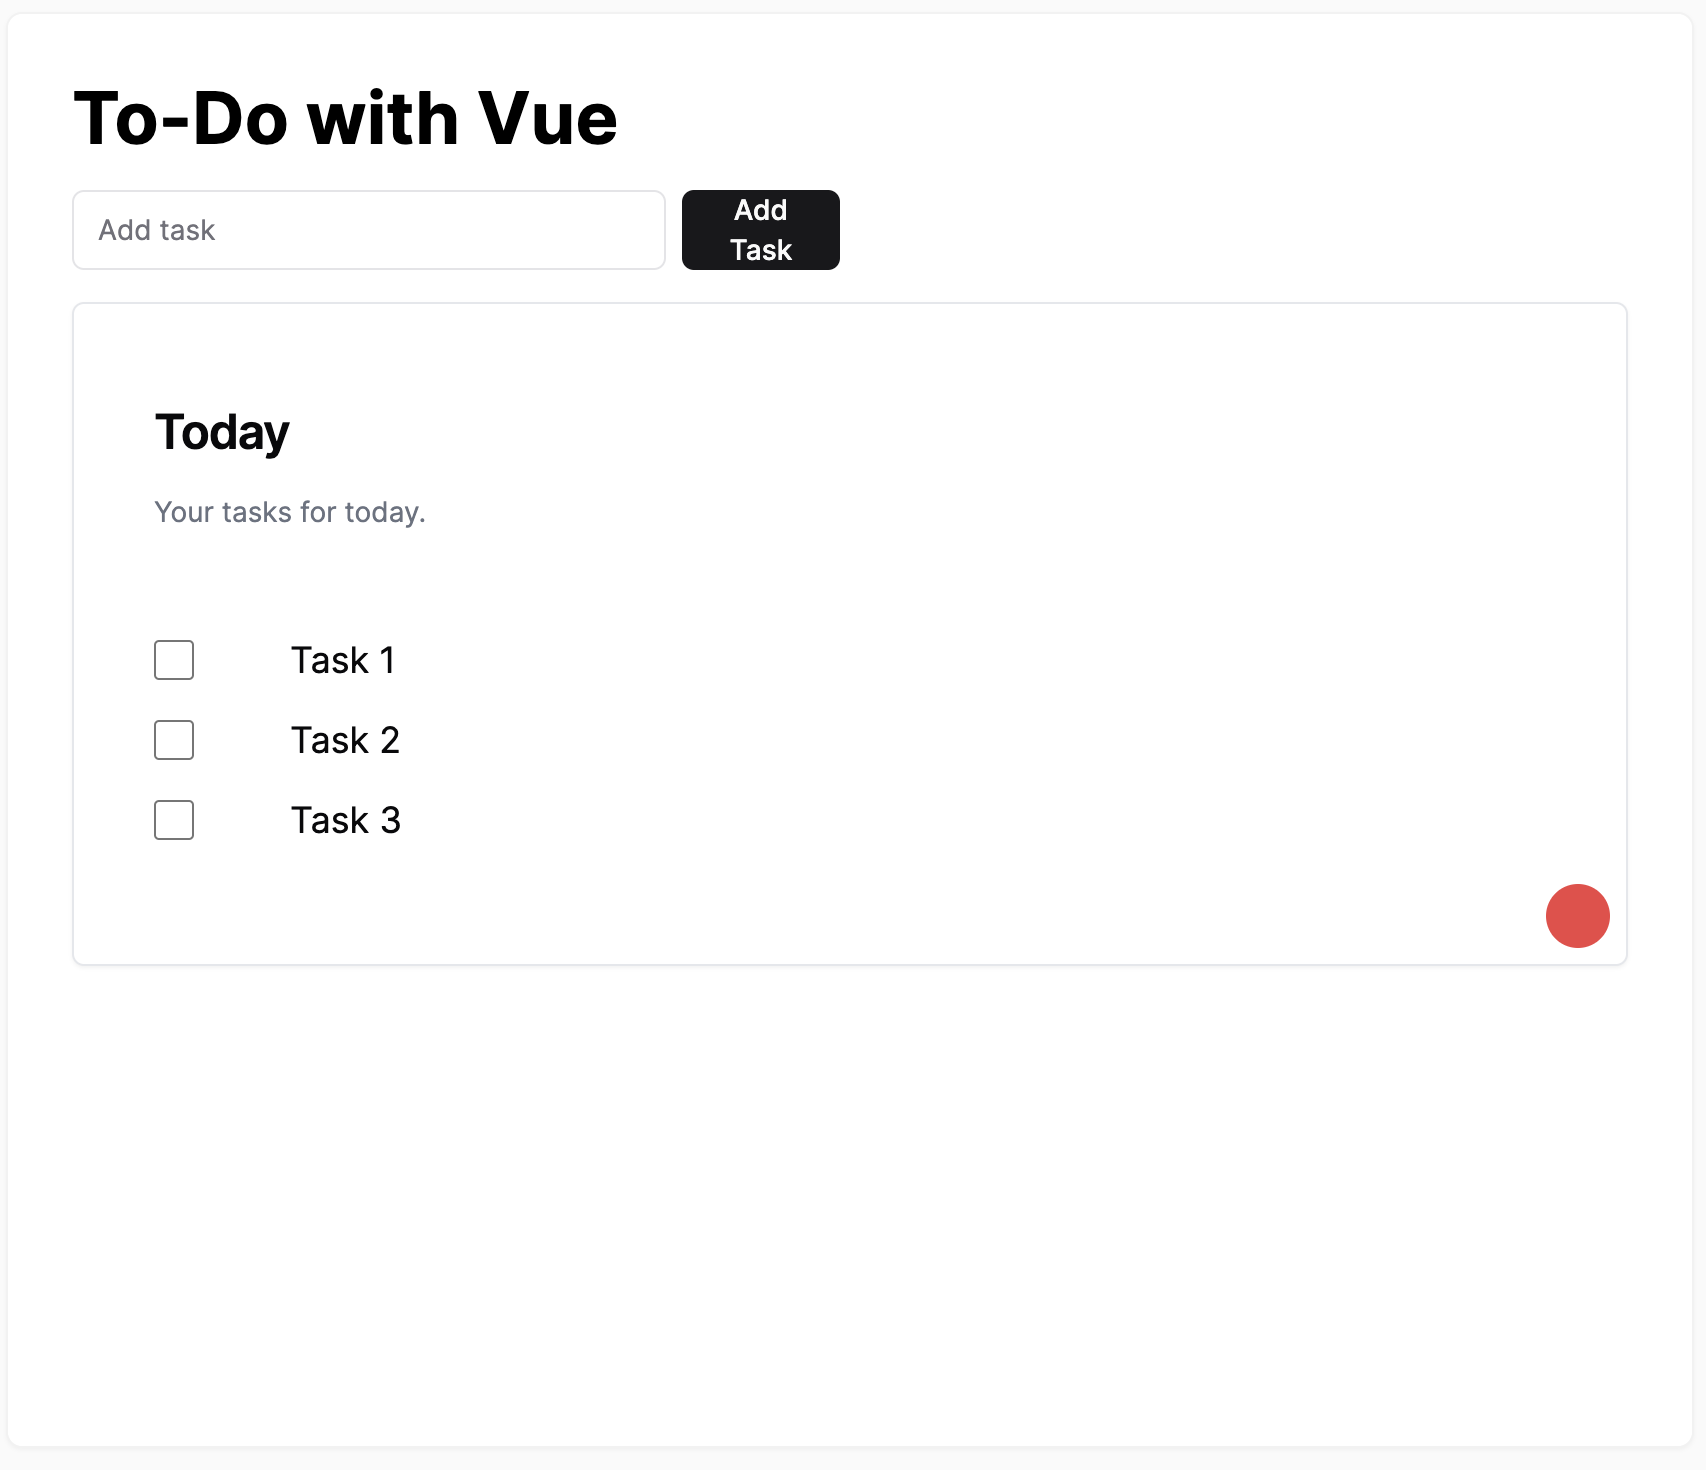 To-Do with Vue
Add task
Add
Task
Today
Your tasks for today.
Task 1
Task 2
Task 3